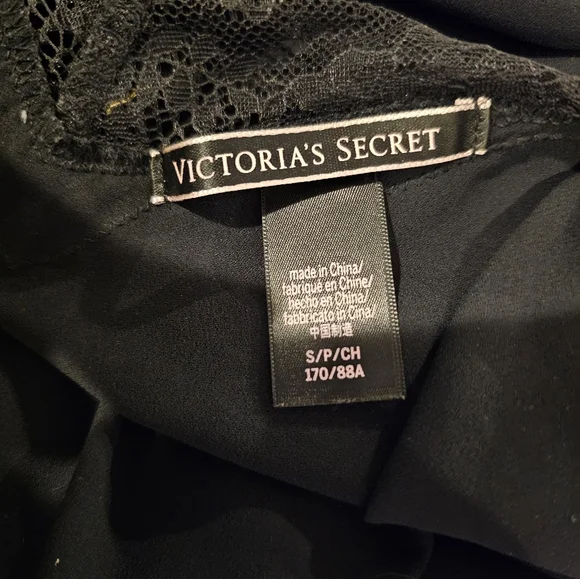 VICTORIA'S SECRET
made in China/
fabriqué en Chine/
hecho en China/
fabbricato in Cina/
中国制造
S/P/CH
170/88A